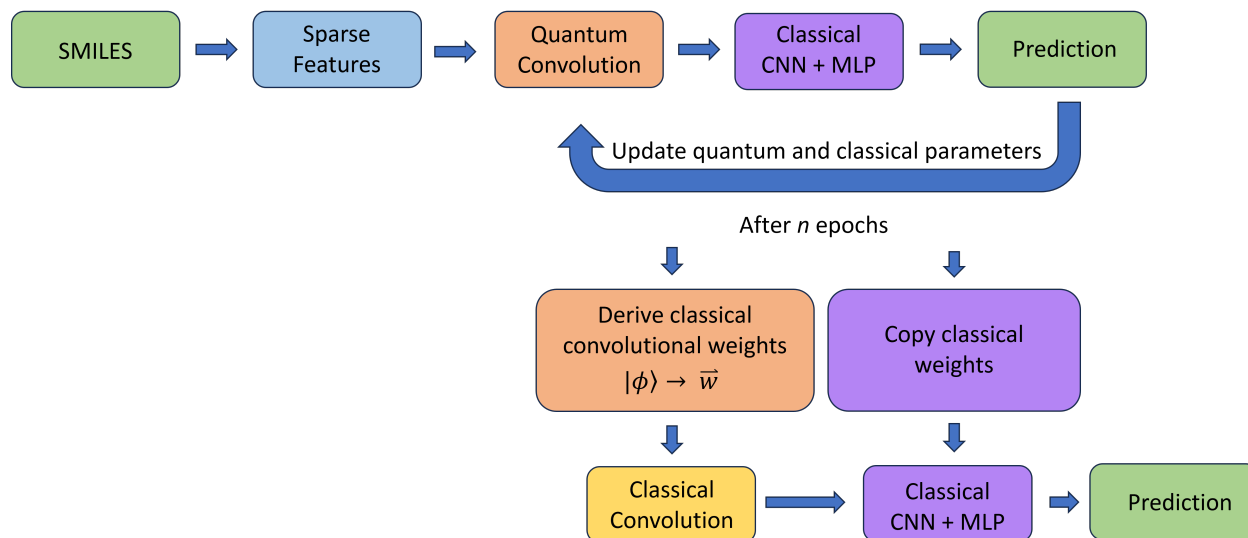 SMILES
Sparse
Features
Quantum
Convolution
Classical
CNN + MLP
Prediction
Update quantum and classical parameters
After n epochs
Derive classical
convolutional weights
|ϕ⟩ → w⃗
Copy classical
weights
Classical
Convolution
Classical
CNN + MLP
Prediction